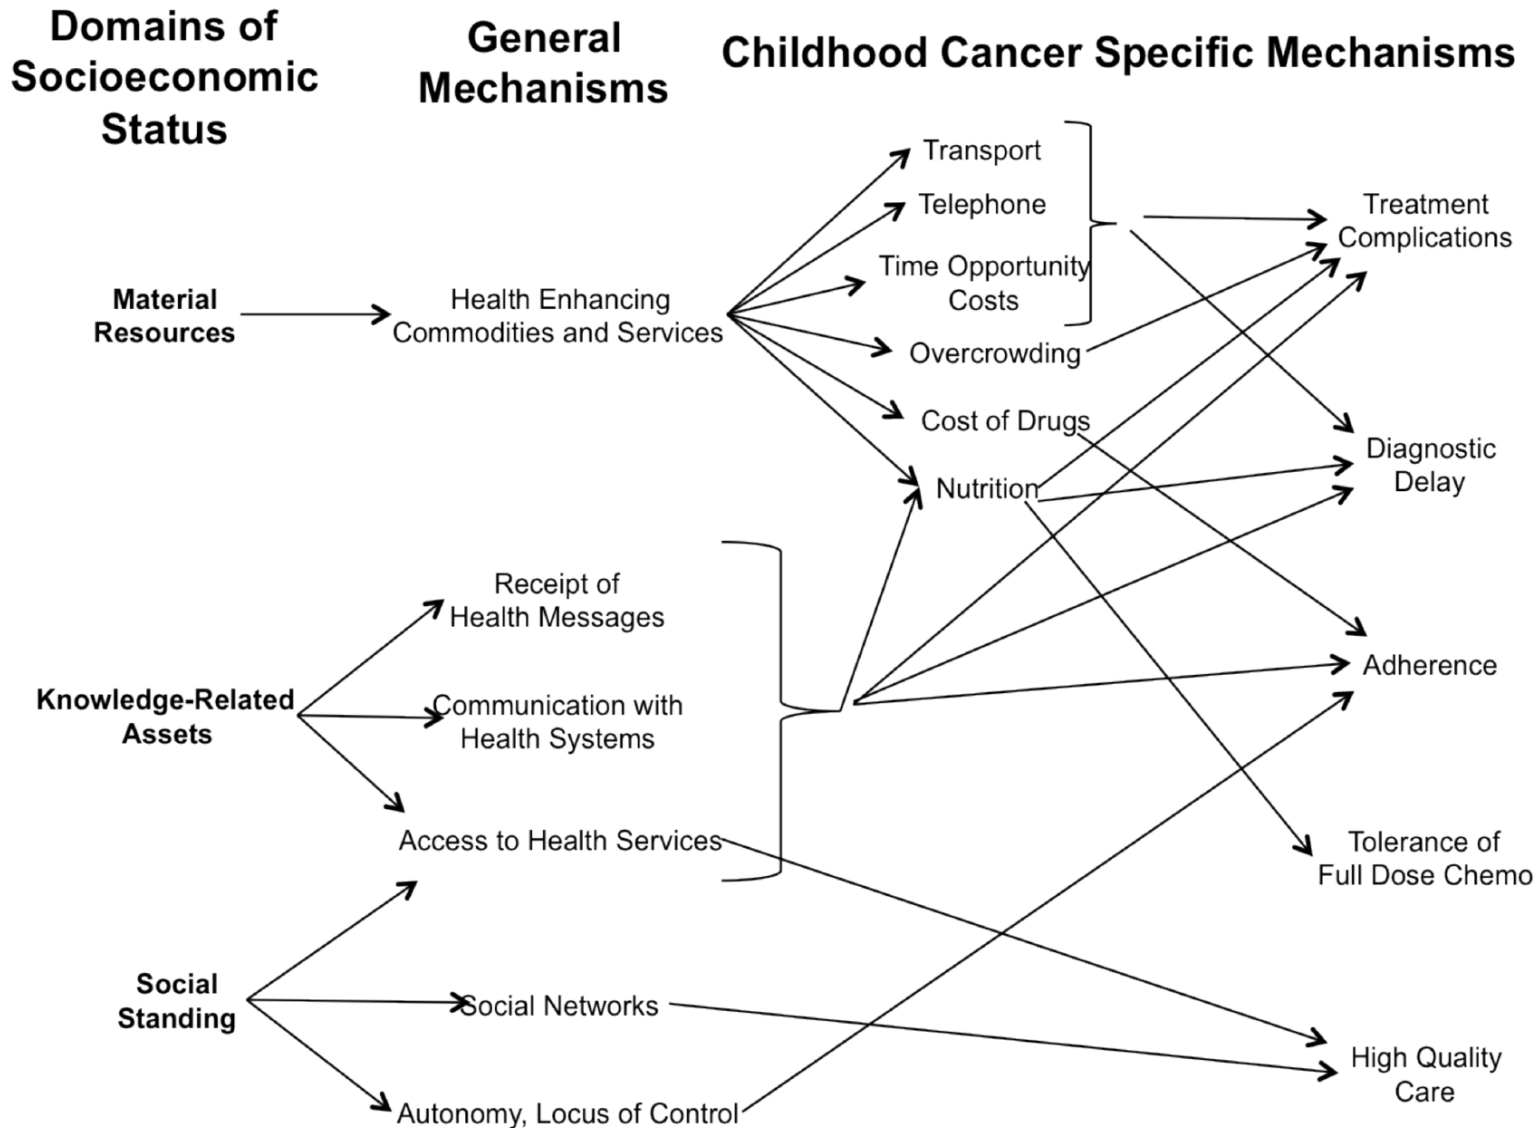 Domains of
Socioeconomic
Status
General
Mechanisms
Childhood Cancer Specific Mechanisms
Material
Resources
Health Enhancing
Commodities and Services
Transport
Telephone
Time Opportunity
Costs
Overcrowding
Cost of Drugs
Nutrition
Treatment
Complications
Diagnostic
Delay
Knowledge-Related
Assets
Receipt of
Health Messages
Communication with
Health Systems
Access to Health Services
Adherence
Tolerance of
Full Dose Chemo
Social
Standing
Social Networks
Autonomy, Locus of Control
High Quality
Care